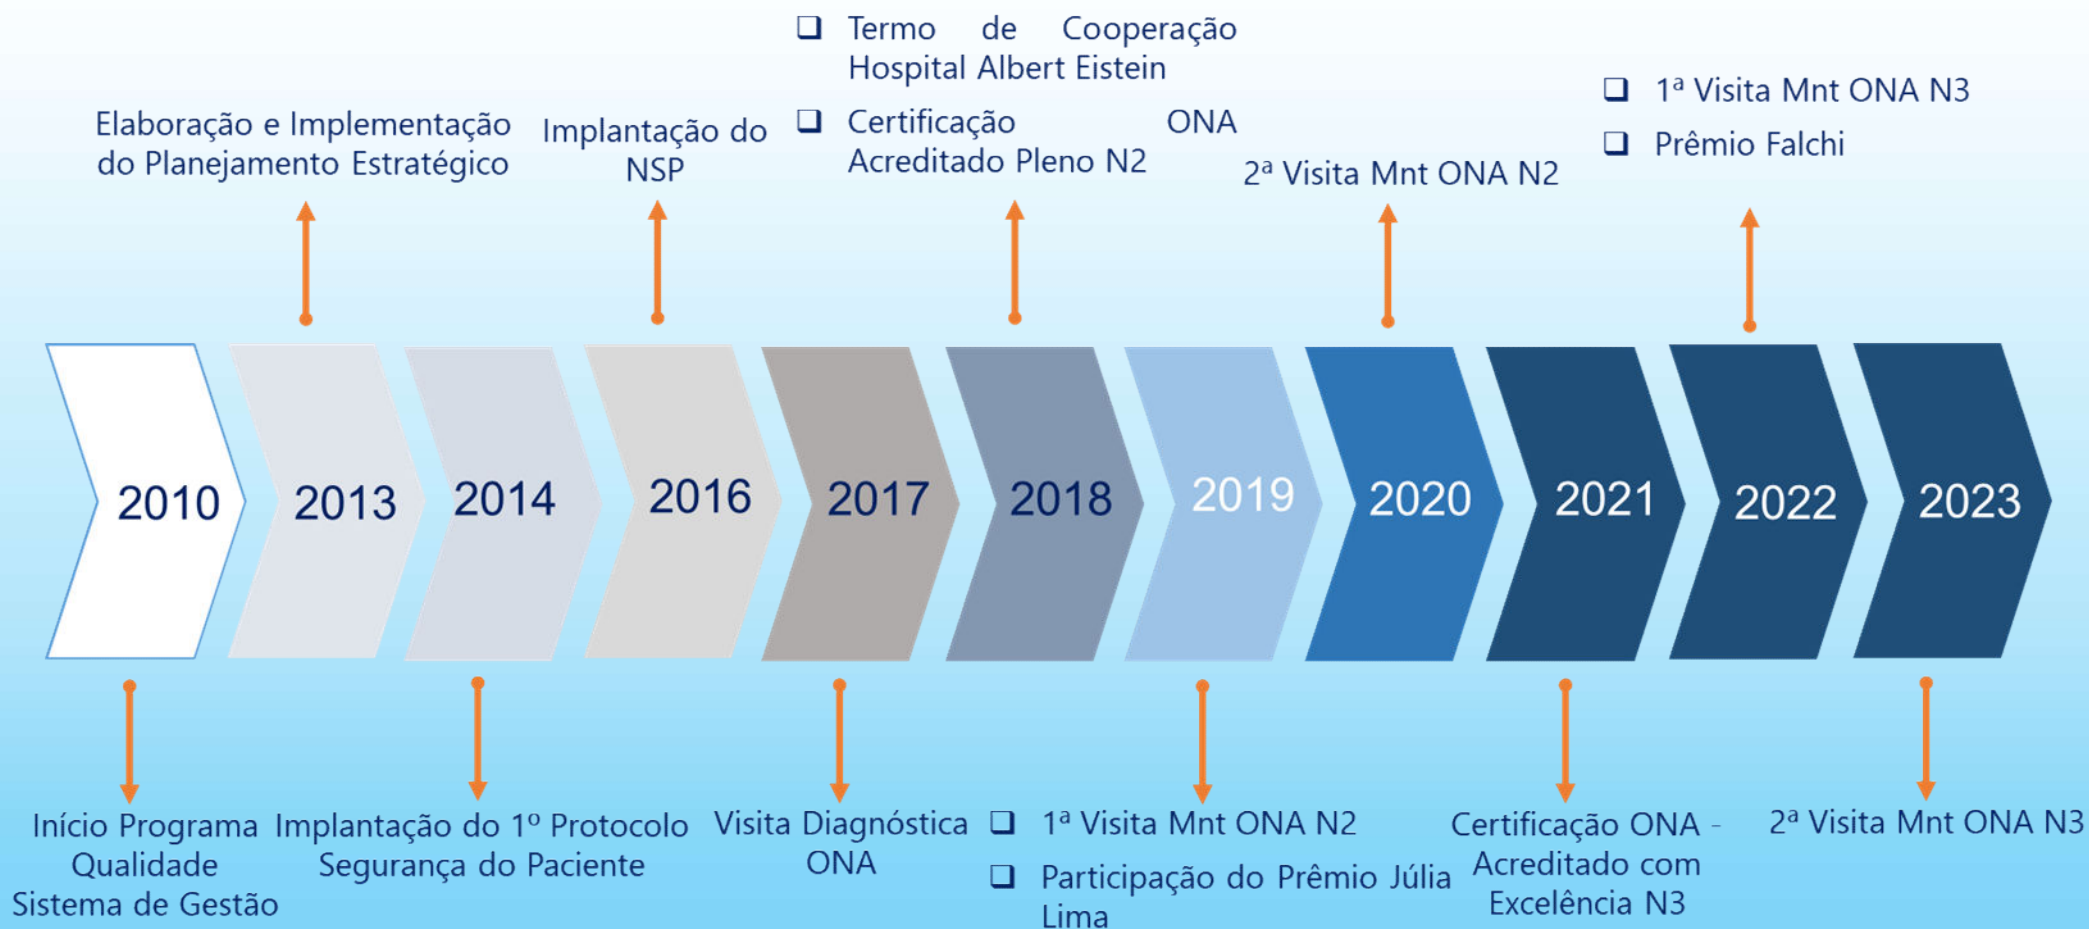 Termo de Cooperação
Hospital Albert Eistein
Certificação ONA
Acreditado Pleno N2
1ª Visita Mnt ONA N3
Prêmio Falchi
Elaboração e Implementação
do Planejamento Estratégico
Implantação do
NSP
2ª Visita Mnt ONA N2
2010
2013
2014
2016
2017
2018
2019
2020
2021
2022
2023
Início Programa
Qualidade
Sistema de Gestão
Implantação do 1º Protocolo
Segurança do Paciente
Visita Diagnóstica
ONA
1ª Visita Mnt ONA N2
Participação do Prêmio Júlia
Lima
Certificação ONA -
Acreditado com
Excelência N3
2ª Visita Mnt ONA N3